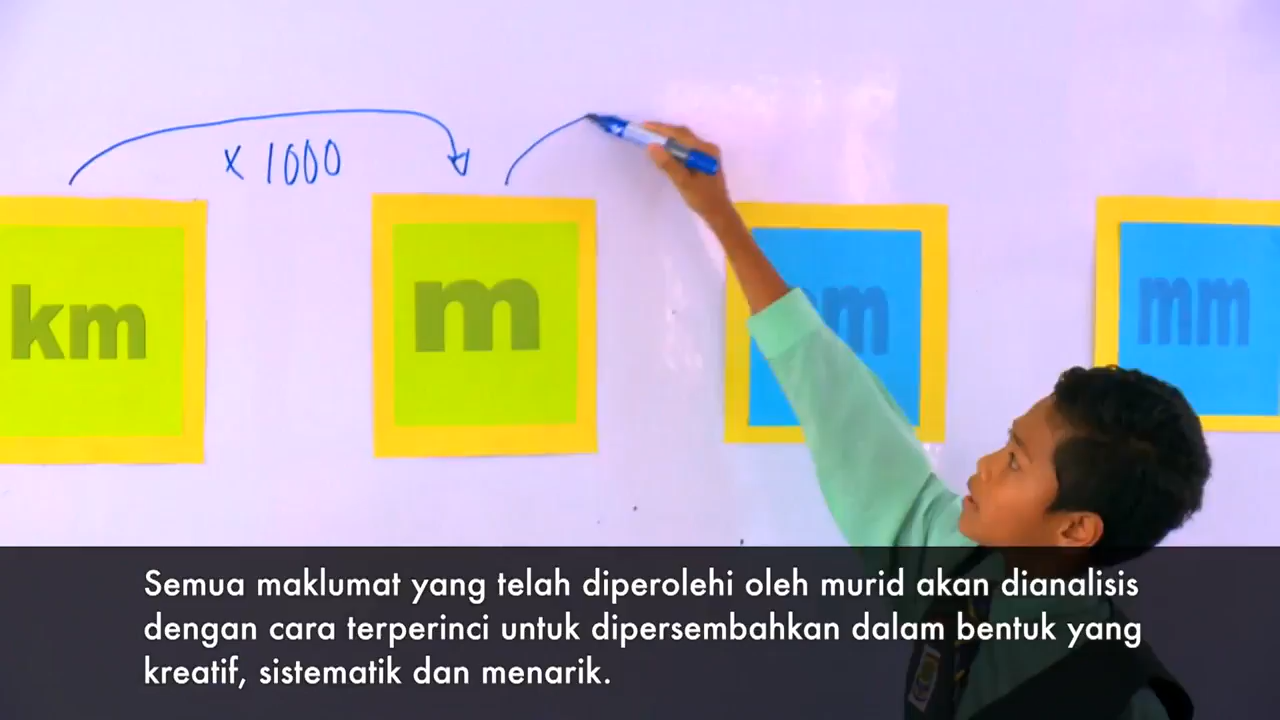 x 1000
km m mm
Semua maklumat yang telah diperolehi oleh murid akan dianalisis
dengan cara terperinci untuk dipersembahkan dalam bentuk yang
kreatif, sistematik dan menarik.